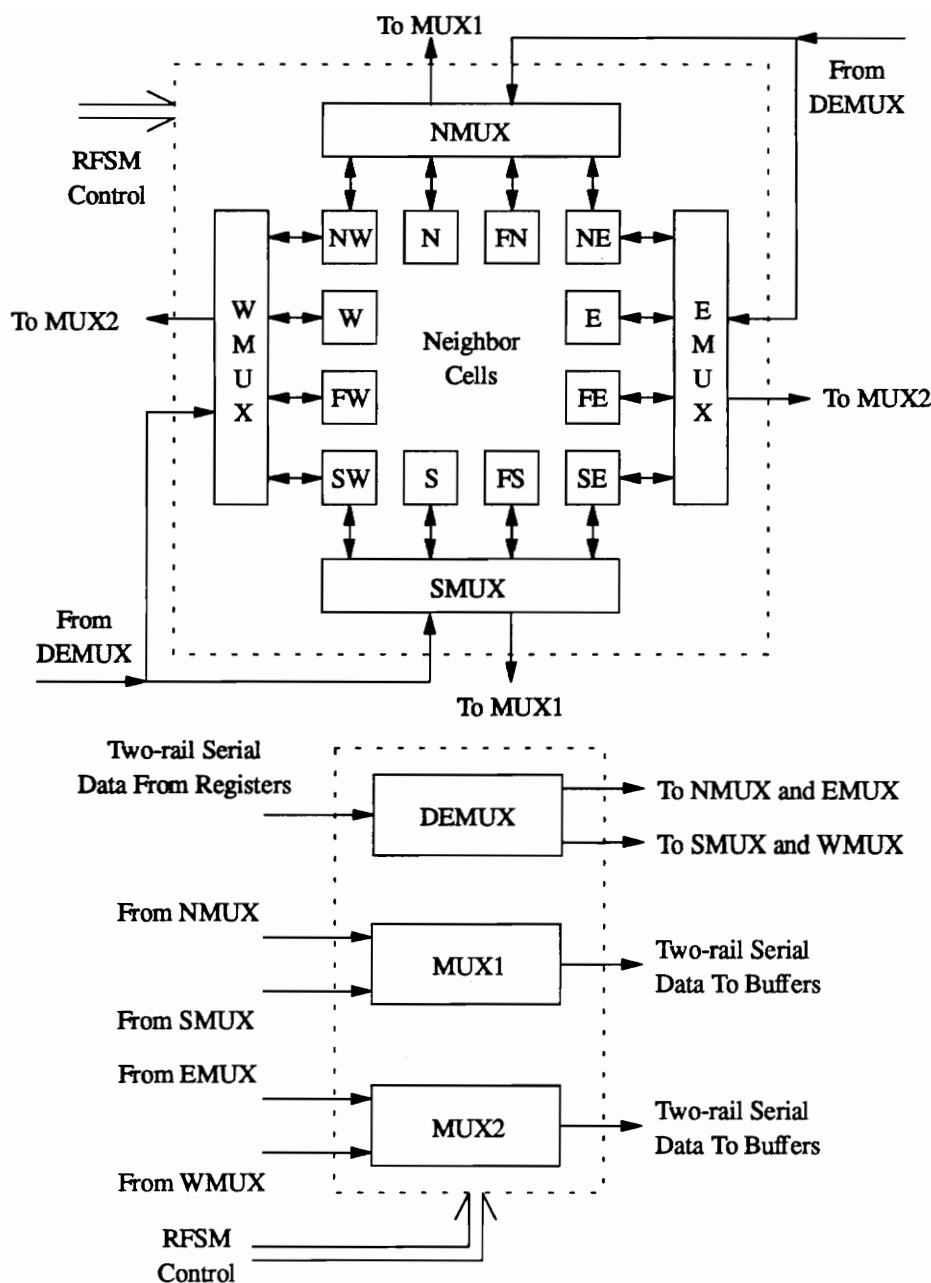 To MUX1
From
DEMUX
RFSM
Control
NMUX
NW
N
FN
NE
W
M
U
X
E
M
U
X
To MUX2
W
Neighbor
Cells
E
FW
FE
To MUX2
SW
S
FS
SE
SMUX
From
DEMUX
To MUX1
Two-rail Serial
Data From Registers
DEMUX
To NMUX and EMUX
To SMUX and WMUX
From NMUX
MUX1
Two-rail Serial
Data To Buffers
From SMUX
From EMUX
MUX2
Two-rail Serial
Data To Buffers
From WMUX
RFSM
Control